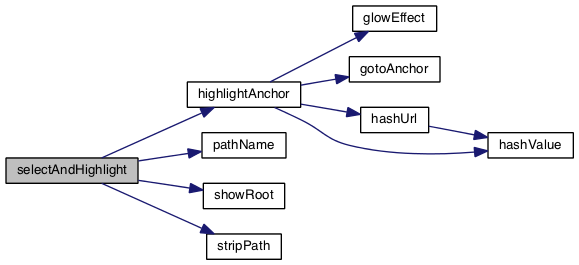 glowEffect
gotoAnchor
highlightAnchor
hashUrl
pathName
hashValue
selectAndHighlight
showRoot
stripPath